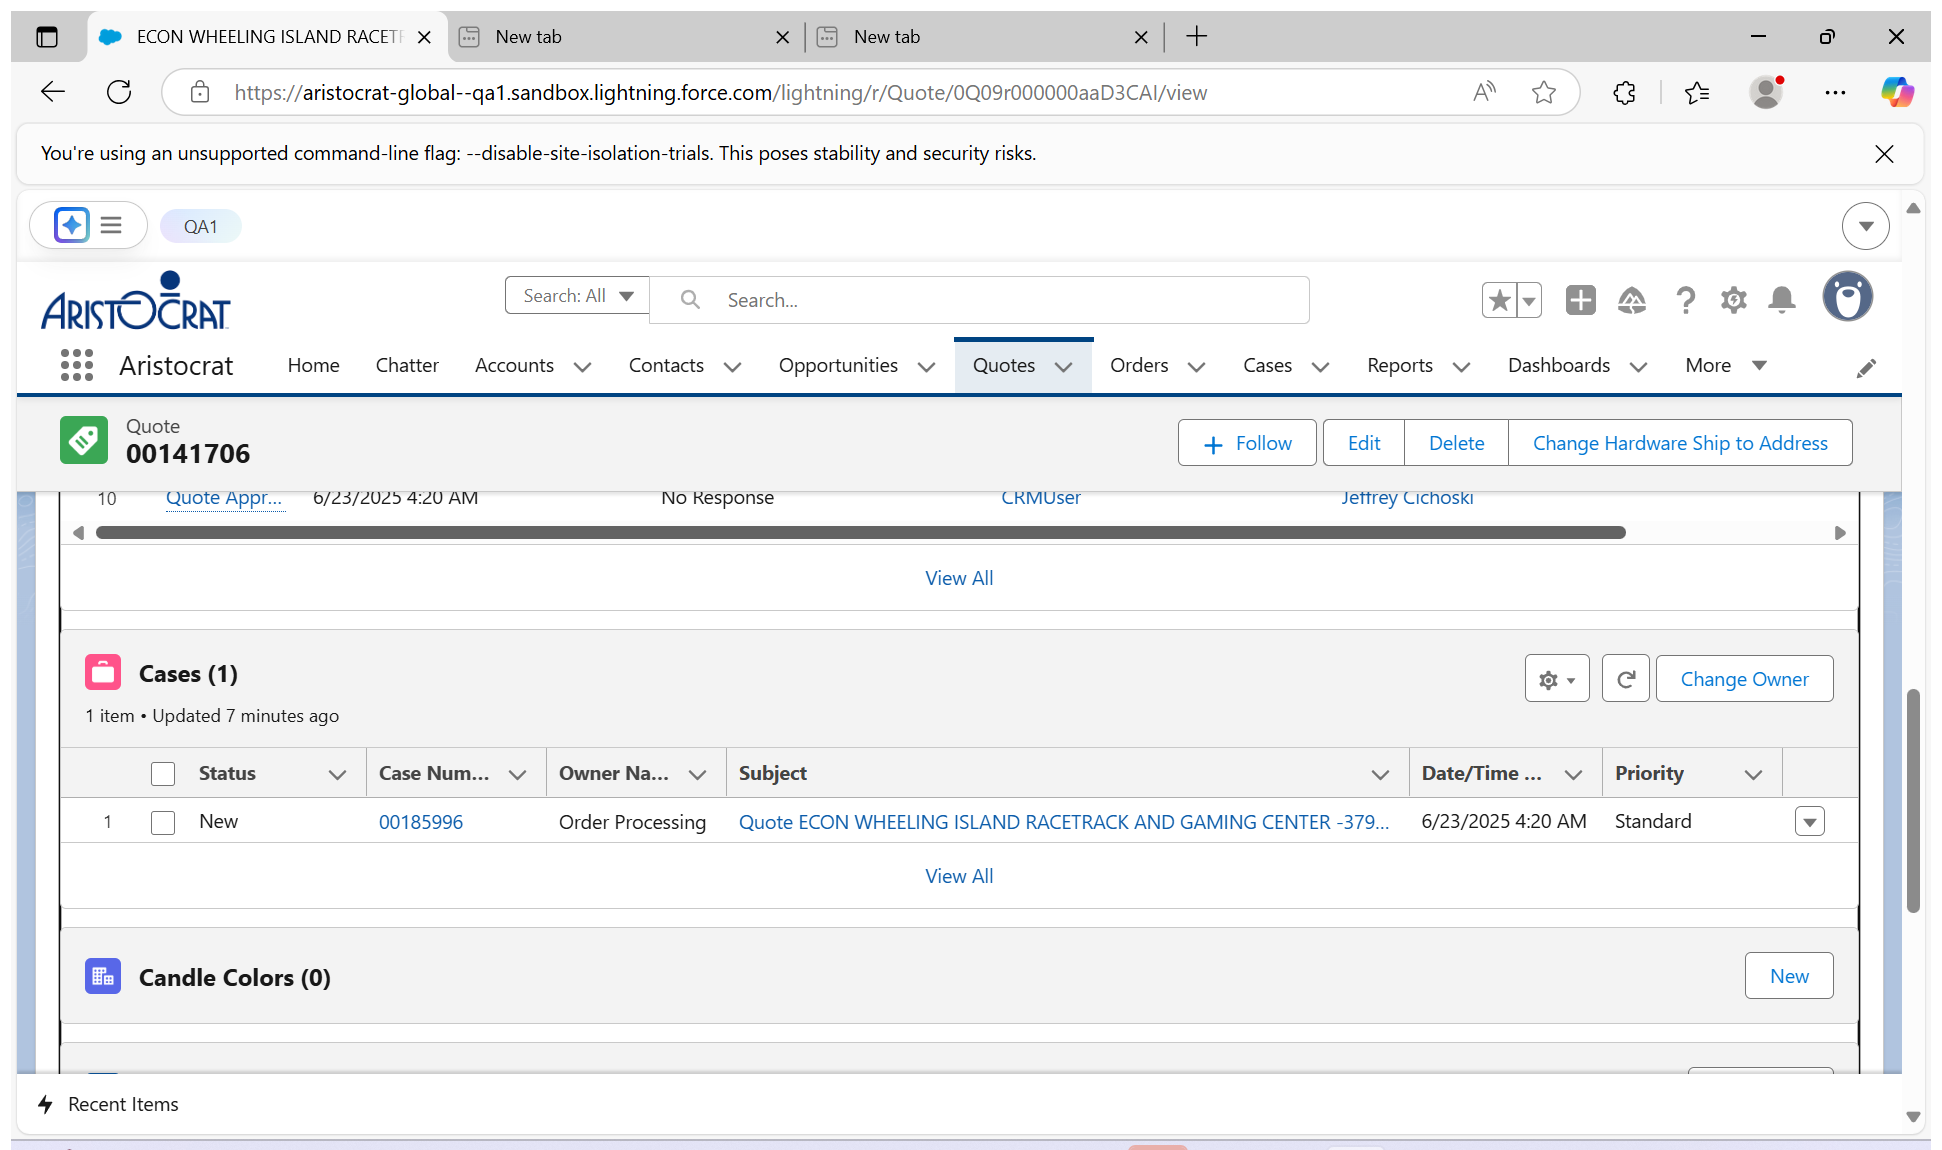 ECON WHEELING ISLAND RACETR
New tab
New tab
https://aristocrat-global--qa1.sandbox.lightning.force.com/lightning/r/Quote/0Q09r000000aaD3CAI/view
You're using an unsupported command-line flag: --disable-site-isolation-trials. This poses stability and security risks.
QA1
ARISTOCRAT
Search: All
Search...
Aristocrat
Home
Chatter
Accounts
Contacts
Opportunities
Quotes
Orders
Cases
Reports
Dashboards
More
Quote
00141706
Follow
Edit
Delete
Change Hardware Ship to Address
10 Quote Appr... 6/23/2025 4:20 AM No Response CRMUser Jeffrey Cichoski
View All
Cases (1)
1 item • Updated 7 minutes ago
Change Owner
Status Case Num... Owner Na... Subject Date/Time ... Priority
1 New 00185996 Order Processing Quote ECON WHEELING ISLAND RACETRACK AND GAMING CENTER -379... 6/23/2025 4:20 AM Standard
View All
Candle Colors (0)
New
Recent Items